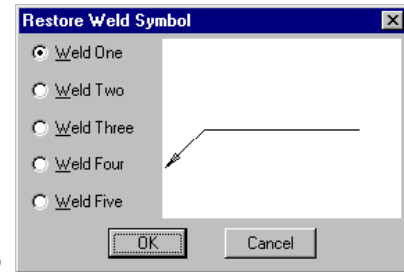 Restore Weld Symbol
Weld One
Weld Two
Weld Three
Weld Four
Weld Five
OK Cancel